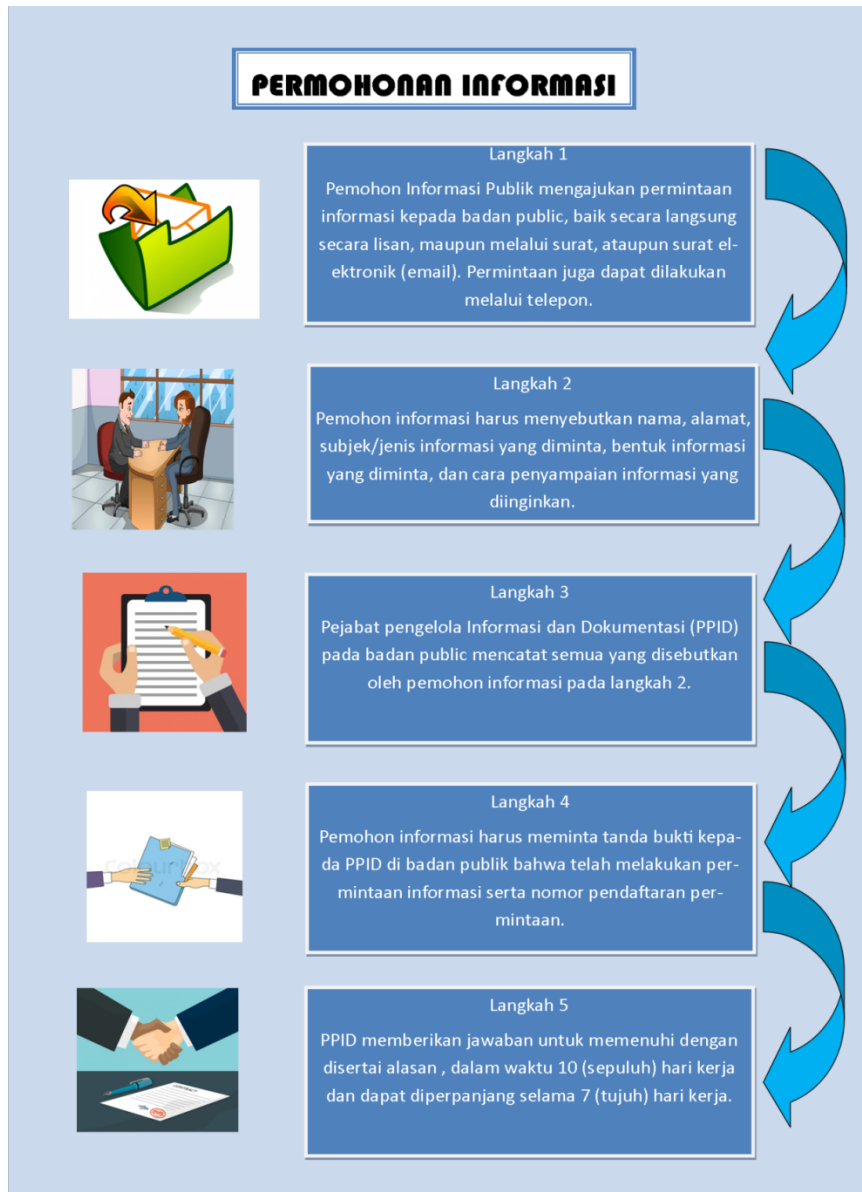 PERMOHONAN INFORMASI
Langkah 1
Pemohon Informasi Publik mengajukan permintaan
informasi kepada badan public, baik secara langsung
secara lisan, maupun melalui surat, ataupun surat el-
ektronik (email). Permintaan juga dapat dilakukan
melalui telepon.
Langkah 2
Pemohon informasi harus menyebutkan nama, alamat,
subjek/jenis informasi yang diminta, bentuk informasi
yang diminta, dan cara penyampaian informasi yang
diinginkan.
Langkah 3
Pejabat pengelola Informasi dan Dokumentasi (PPID)
pada badan public mencatat semua yang disebutkan
oleh pemohon informasi pada langkah 2.
Langkah 4
Pemohon informasi harus meminta tanda bukti kepa-
da PPID di badan publik bahwa telah melakukan per-
mintaan informasi serta nomor pendaftaran per-
mintaan.
Langkah 5
PPID memberikan jawaban untuk memenuhi dengan
disertai alasan , dalam waktu 10 (sepuluh) hari kerja
dan dapat diperpanjang selama 7 (tujuh) hari kerja.
CONTRACT